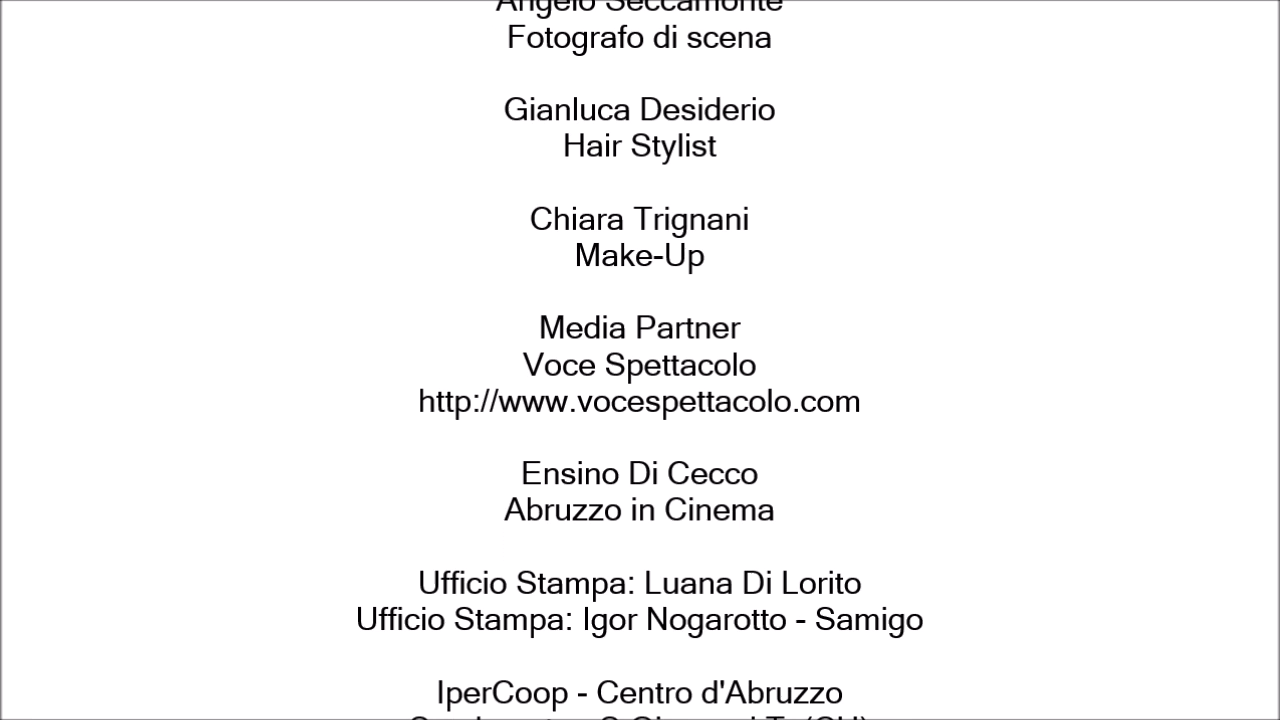 Angelo Seccamonte
Fotografo di scena
Gianluca Desiderio
Hair Stylist
Chiara Trignani
Make-Up
Media Partner
Voce Spettacolo
http://www.vocespettacolo.com
Ensino Di Cecco
Abruzzo in Cinema
Ufficio Stampa: Luana Di Lorito
Ufficio Stampa: Igor Nogarotto - Samigo
IperCoop - Centro d'Abruzzo